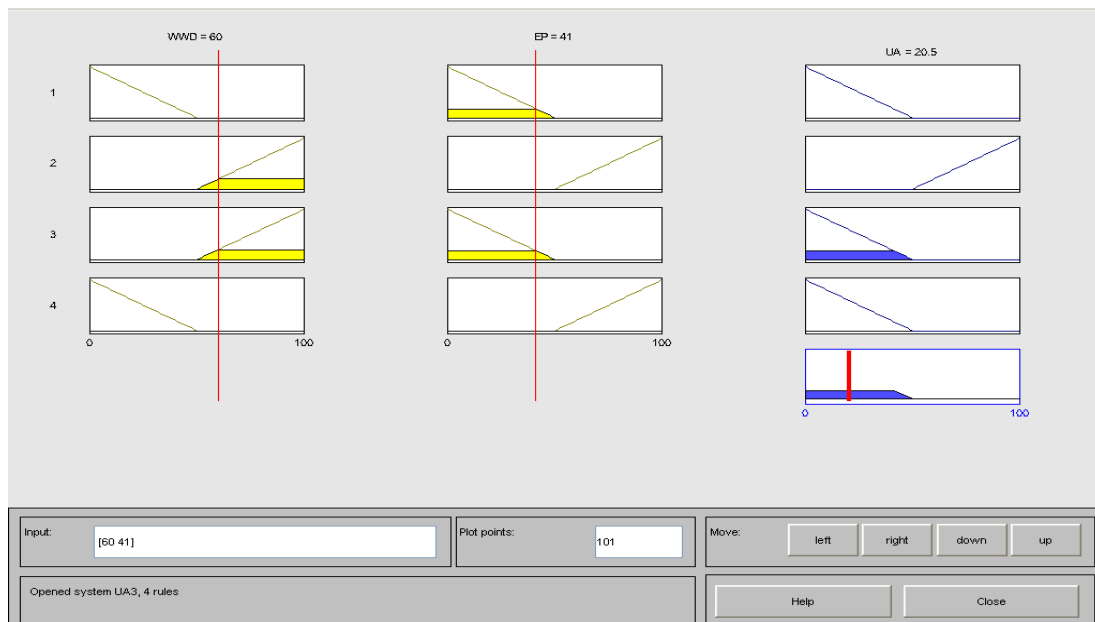 WWD = 60
EP = 41
UA = 20.5
1
2
3
4
0
100
0
100
0
100
Input:
[60 41]
Plot points:
101
Move:
left
right
down
up
Opened system UA3, 4 rules
Help
Close